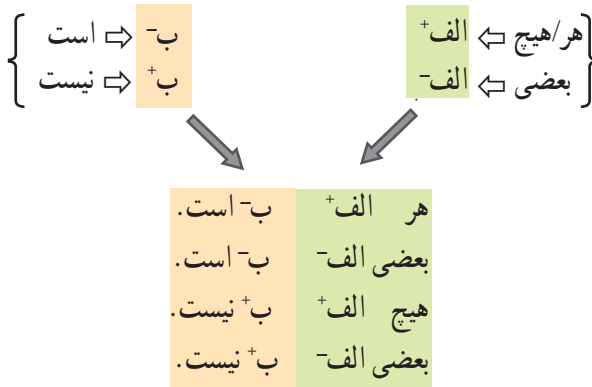 هر/هیچ ⇦ الف+
بعضی ⇦ الف−
ب− ⇦ است
ب+ ⇦ نیست
هر الف+ ب− است.
بعضی الف− ب− است.
هیچ الف+ ب+ نیست.
بعضی الف− ب+ نیست.